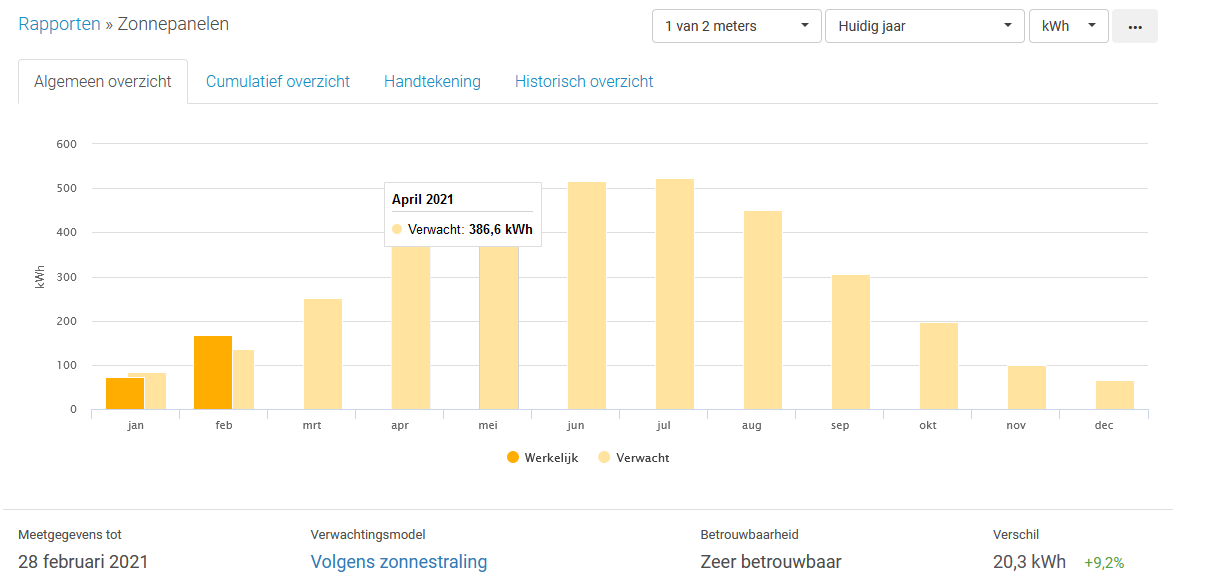 Rapporten » Zonnepanelen
1 van 2 meters
Huidig jaar
kWh
...
Algemeen overzicht
Cumulatief overzicht
Handtekening
Historisch overzicht
600
500
400
300
200
100
0
kWh
April 2021
Verwacht: 386,6 kWh
jan
feb
mrt
apr
mei
jun
jul
aug
sep
okt
nov
dec
Werkelijk
Verwacht
Meetgegevens tot
28 februari 2021
Verwachtingsmodel
Volgens zonnestraling
Betrouwbaarheid
Zeer betrouwbaar
Verschil
20,3 kWh +9,2%